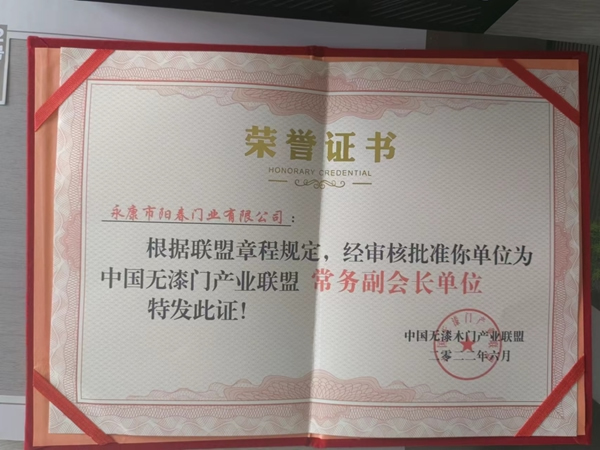 荣誉证书
HONORARY CREDENTIAL
永康市阳春门业有限公司：
根据联盟章程规定，经审核批准你单位为
中国无漆门产业联盟 常务副会长单位
特发此证！
中国无漆木门产业联盟
二零二二年六月